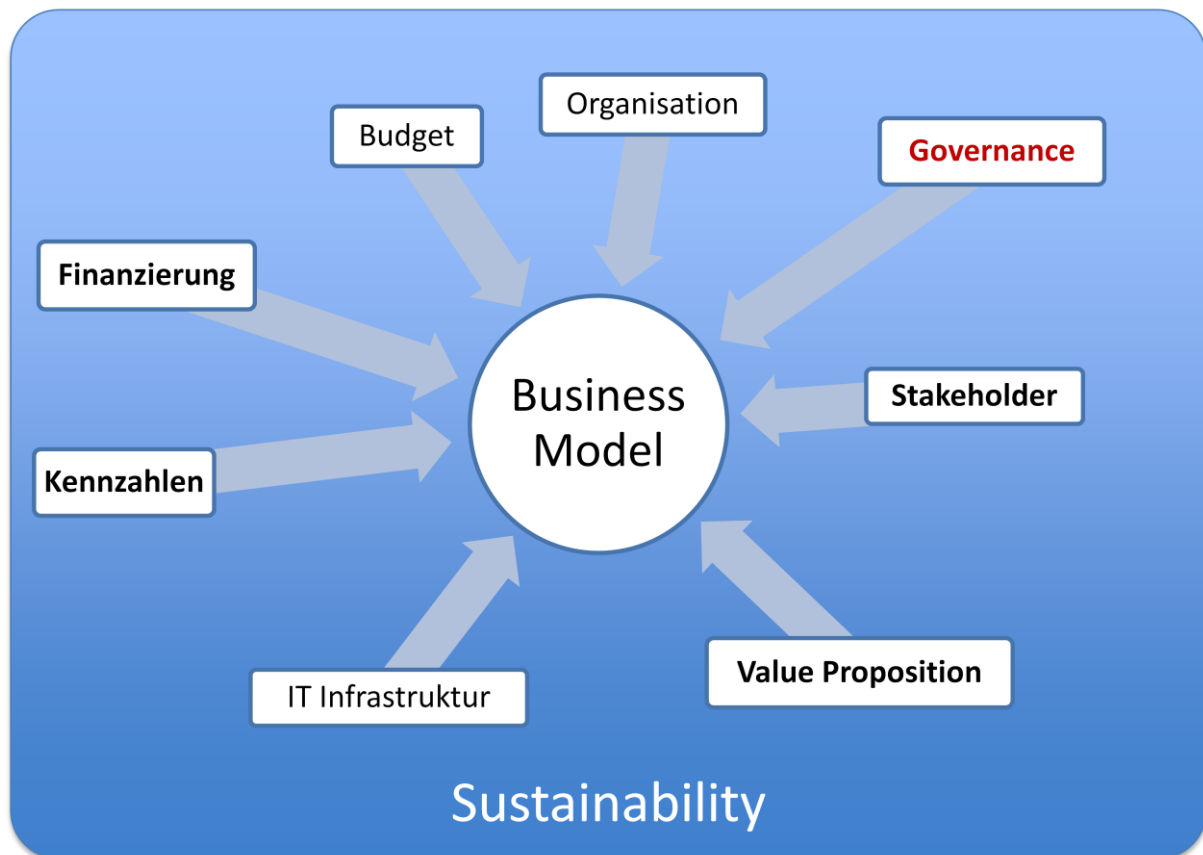 Organisation
Budget
Governance
Finanzierung
Business
Model
Stakeholder
Kennzahlen
Value Proposition
IT Infrastruktur
Sustainability